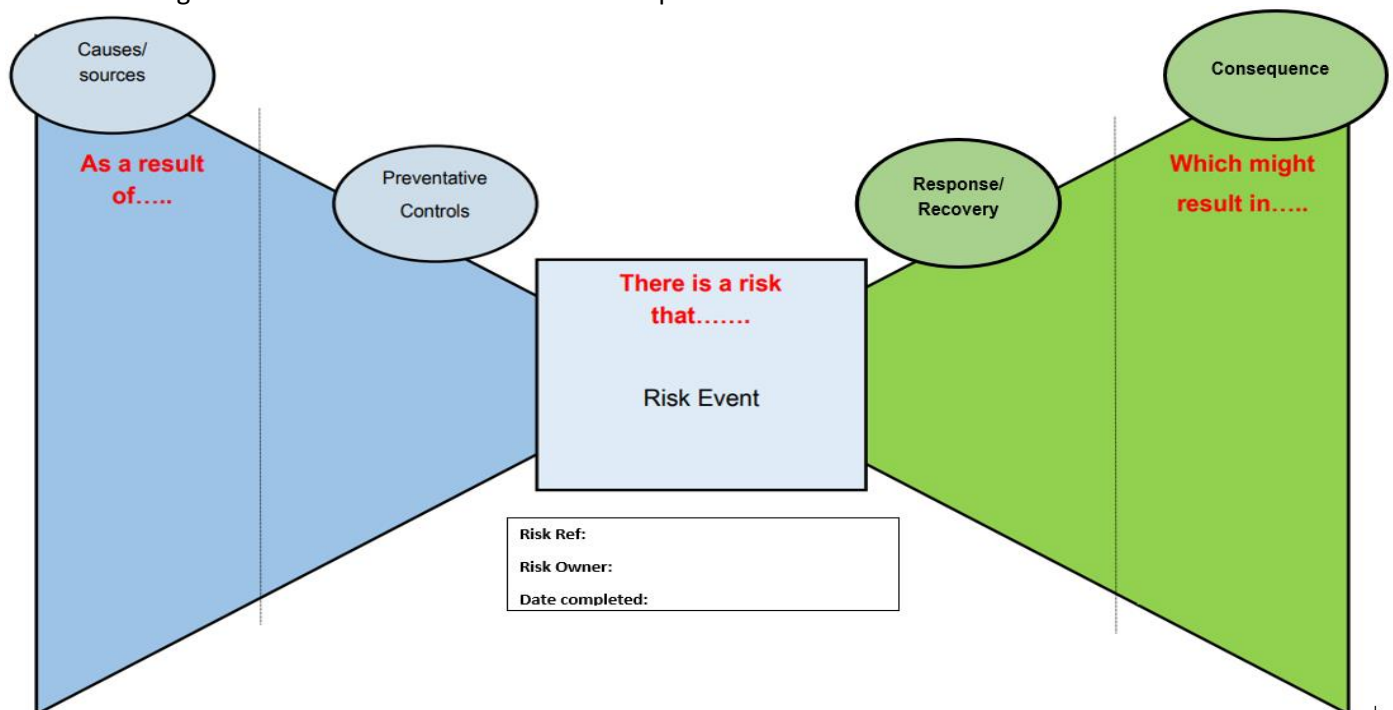 Causes/
sources
Consequence
As a result
of.....
Which might
result in.....
Preventative
Controls
Response/
Recovery
There is a risk
that.......
Risk Event
Risk Ref:
Risk Owner:
Date completed: